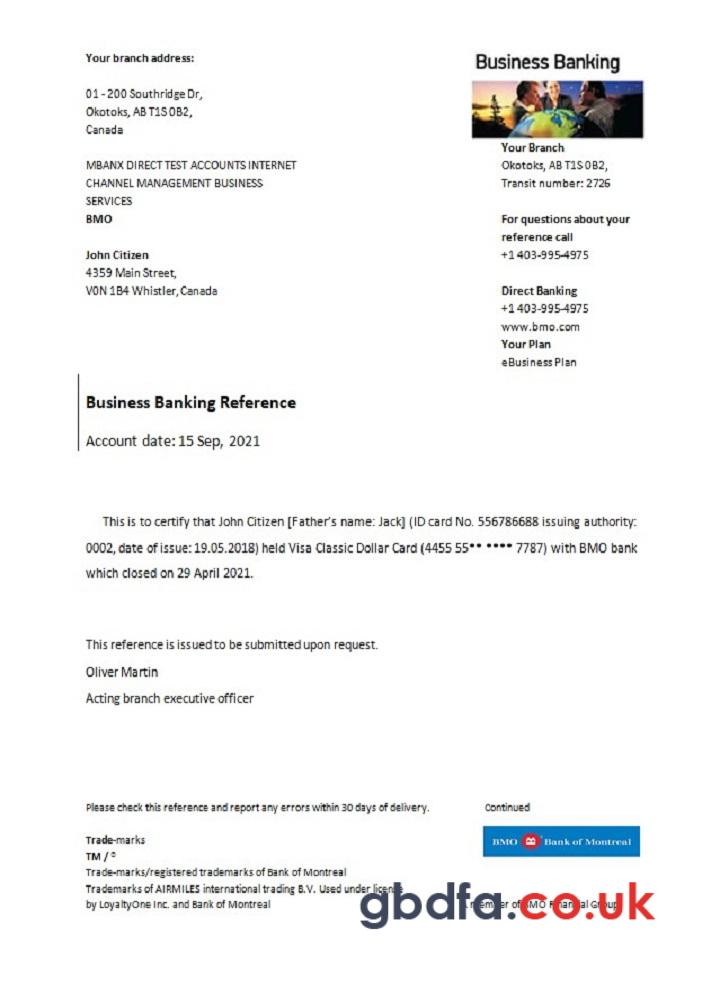 Your branch address:
01 - 200 Southridge Dr,
Okotoks, AB T1S 0B2,
Canada
MBANX DIRECT TEST ACCOUNTS INTERNET
CHANNEL MANAGEMENT BUSINESS
SERVICES
BMO
John Citizen
4359 Main Street,
V0N 1B4 Whistler, Canada
Business Banking
Your Branch
Okotoks, AB T1S 0B2,
Transit number: 2726
For questions about your
reference call
+1 403-995-4975
Direct Banking
+1 403-995-4975
www.bmo.com
Your Plan
eBusiness Plan
Business Banking Reference
Account date: 15 Sep, 2021
This is to certify that John Citizen [Father's name: Jack] (ID card No. 556786688 issuing authority:
0002, date of issue: 19.05.2018) held Visa Classic Dollar Card (4455 55** **** 7787) with BMO bank
which closed on 29 April 2021.
This reference is issued to be submitted upon request.
Oliver Martin
Acting branch executive officer
Please check this reference and report any errors within 30 days of delivery.
Continued
Trade-marks
TM / ©
Trade-marks/registered trademarks of Bank of Montreal
Trademarks of AIRMILES international trading B.V. Used under license
by LoyaltyOne Inc. and Bank of Montreal
BMO Bank of Montreal
A member of BMO Financial Group
gbdfa.co.uk